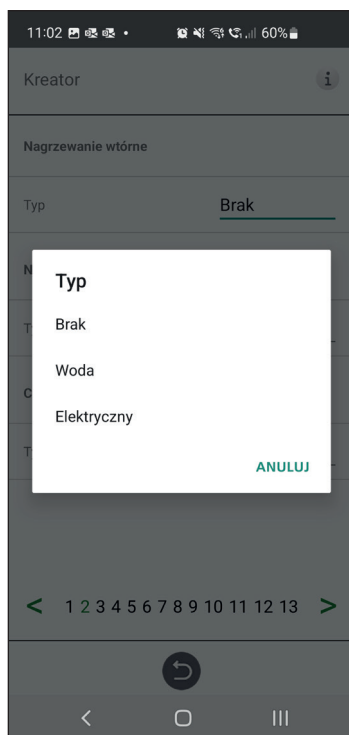 11:02 60%
Kreator i
Nagrzewanie wtórne
Typ Brak
N
Typ
Brak
T
Woda
C
Elektryczny
T
ANULUJ
< 1 2 3 4 5 6 7 8 9 10 11 12 13 >